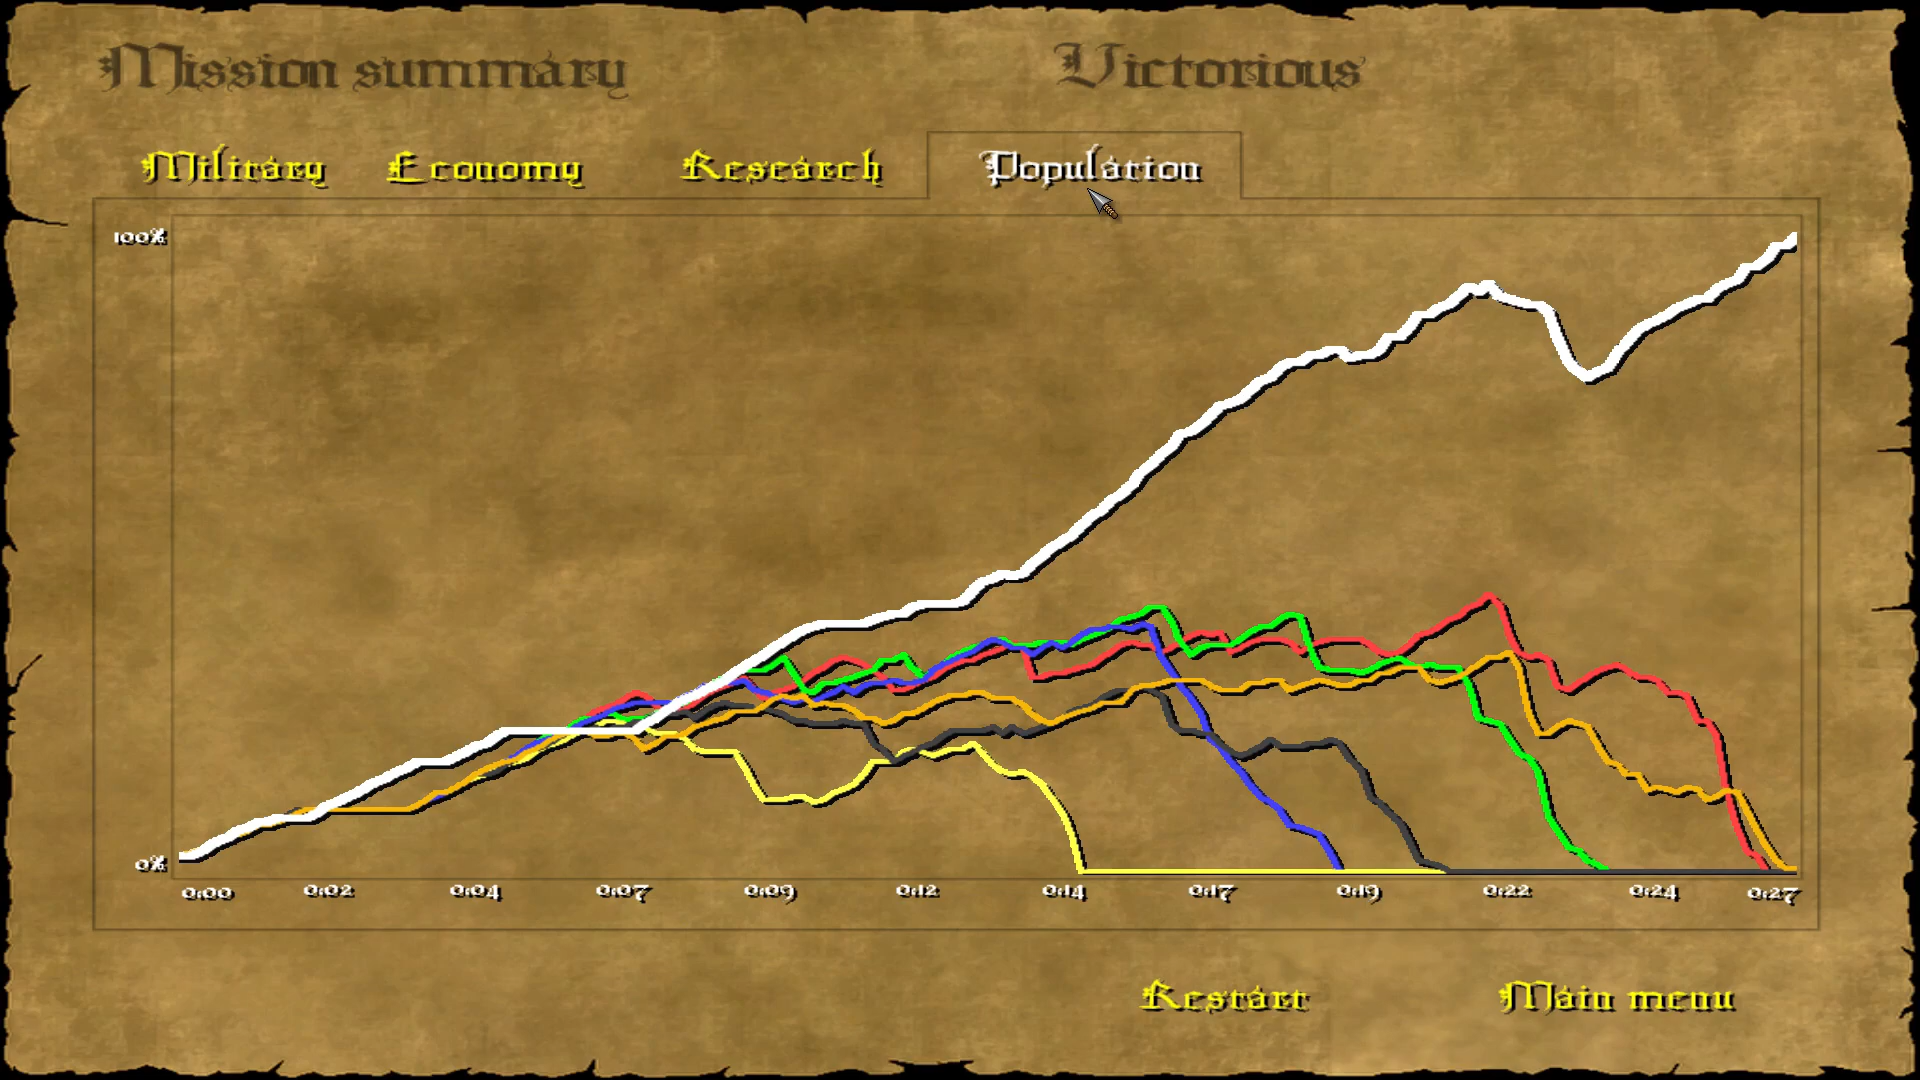 Mission summary Victorious
Military Economy Research Population
100%
0%
0:00 0:02 0:04 0:07 0:09 0:12 0:14 0:17 0:19 0:22 0:24 0:27
Restart Main menu